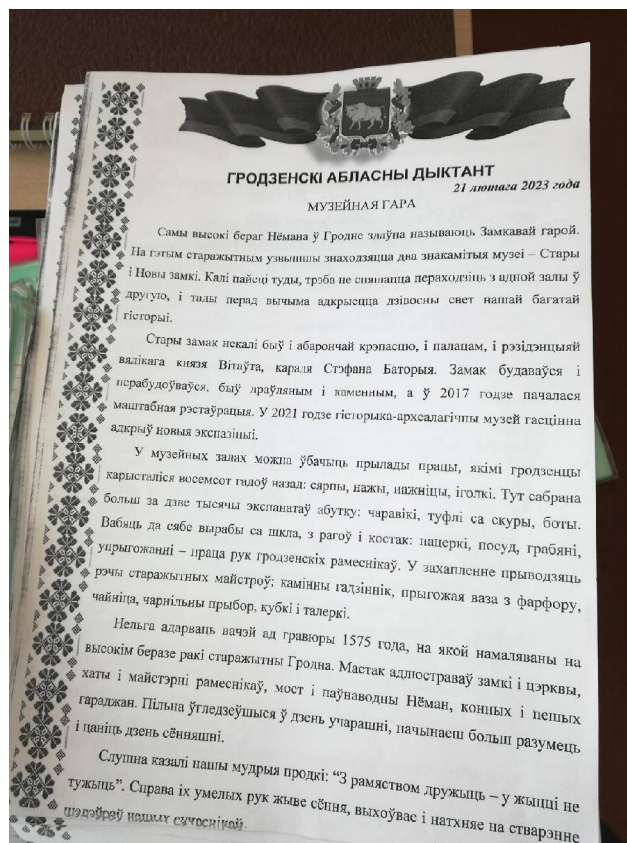 ГРОДЗЕНСКІ АБЛАСНЫ ДЫКТАНТ
21 лютага 2023 года
МУЗЕЙНАЯ ГАРА
Самы высокі бераг Нёмана ў Гродне здаўна называюць Замкавай гарой.
На гэтым старажытным узвышшы знаходзяцца два знакамітыя музеі – Стары
і Новы замкі. Калі пайсці туды, трэба не спяшацца пераходзіць з адной залы ў
другую, і тады перад вычыма адкрыецца дзівосны свет нашай багатай
гісторыі.
Стары замак некалі быў і абарончай крэпасцю, і палацам, і рэзідэнцыяй
вялікага князя Вітаўта, караля Стэфана Баторыя. Замак будаваўся і
перабудоўваўся, быў драўляным і каменным, а ў 2017 годзе пачалася
маштабная рэстаўрацыя. У 2021 годзе гісторыка-археалагічны музей гасцінна
адкрыў новыя экспазіцыі.
У музейных залах можна ўбачыць прылады працы, якімі гродзенцы
карысталіся восемсот гадоў назад: сярпы, нажы, нажніцы, іголкі. Тут сабрана
больш за дзве тысячы экспанатаў абутку: чаравікі, туфлі са скуры, боты.
Вабяць да сябе вырабы са шкла, з рагоў і костак: пацеркі, посуд, грабяні,
упрыгожанні – праца рук гродзенскіх рамеснікаў. У захапленне прыводзяць
рэчы старажытных майстроў: камінны гадзіннік, прыгожая ваза з фарфору,
чайніца, чарнільны прыбор, кубкі і талеркі.
Нельга адарваць вачэй ад гравюры 1575 года, на якой намаляваны на
высокім беразе ракі старажытны Гродна. Мастак адлюстраваў замкі і цэрквы,
хаты і майстэрні рамеснікаў, мост і паўнаводны Нёман, конных і пешых
гараджан. Пільна ўгледзеўшыся ў дзень учарашні, пачынаеш больш разумець
і цаніць дзень сённяшні.
Слушна казалі нашы мудрыя продкі: “З рамяством дружыць – у жыцці не
тужыць”. Справа іх умелых рук жыве сёння, выхоўвае і натхняе на стварэнне
шэдэўраў нашых сучаснікаў.